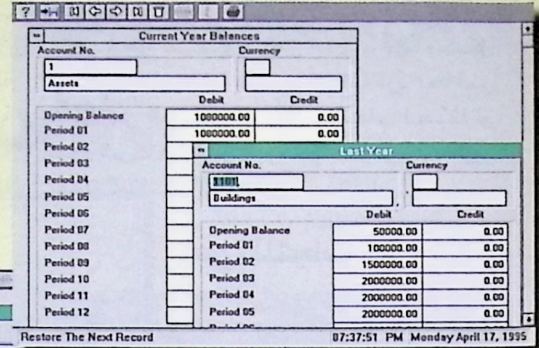 Current Year Balances
Account No. Currency
1
Assets
Debit Credit
Opening Balance 1000000.00 0.00
Period 01 1000000.00 0.00
Period 02
Period 03
Period 04
Period 05
Period 06
Period 07
Period 08
Period 09
Period 10
Period 11
Period 12
Last Year
Account No. Currency
1101
Buildings
Debit Credit
Opening Balance 50000.00 0.00
Period 01 100000.00 0.00
Period 02 1500000.00 0.00
Period 03 2000000.00 0.00
Period 04 2000000.00 0.00
Period 05 2000000.00 0.00
Restore The Next Record 07:37:51 PM Monday April 17, 1995